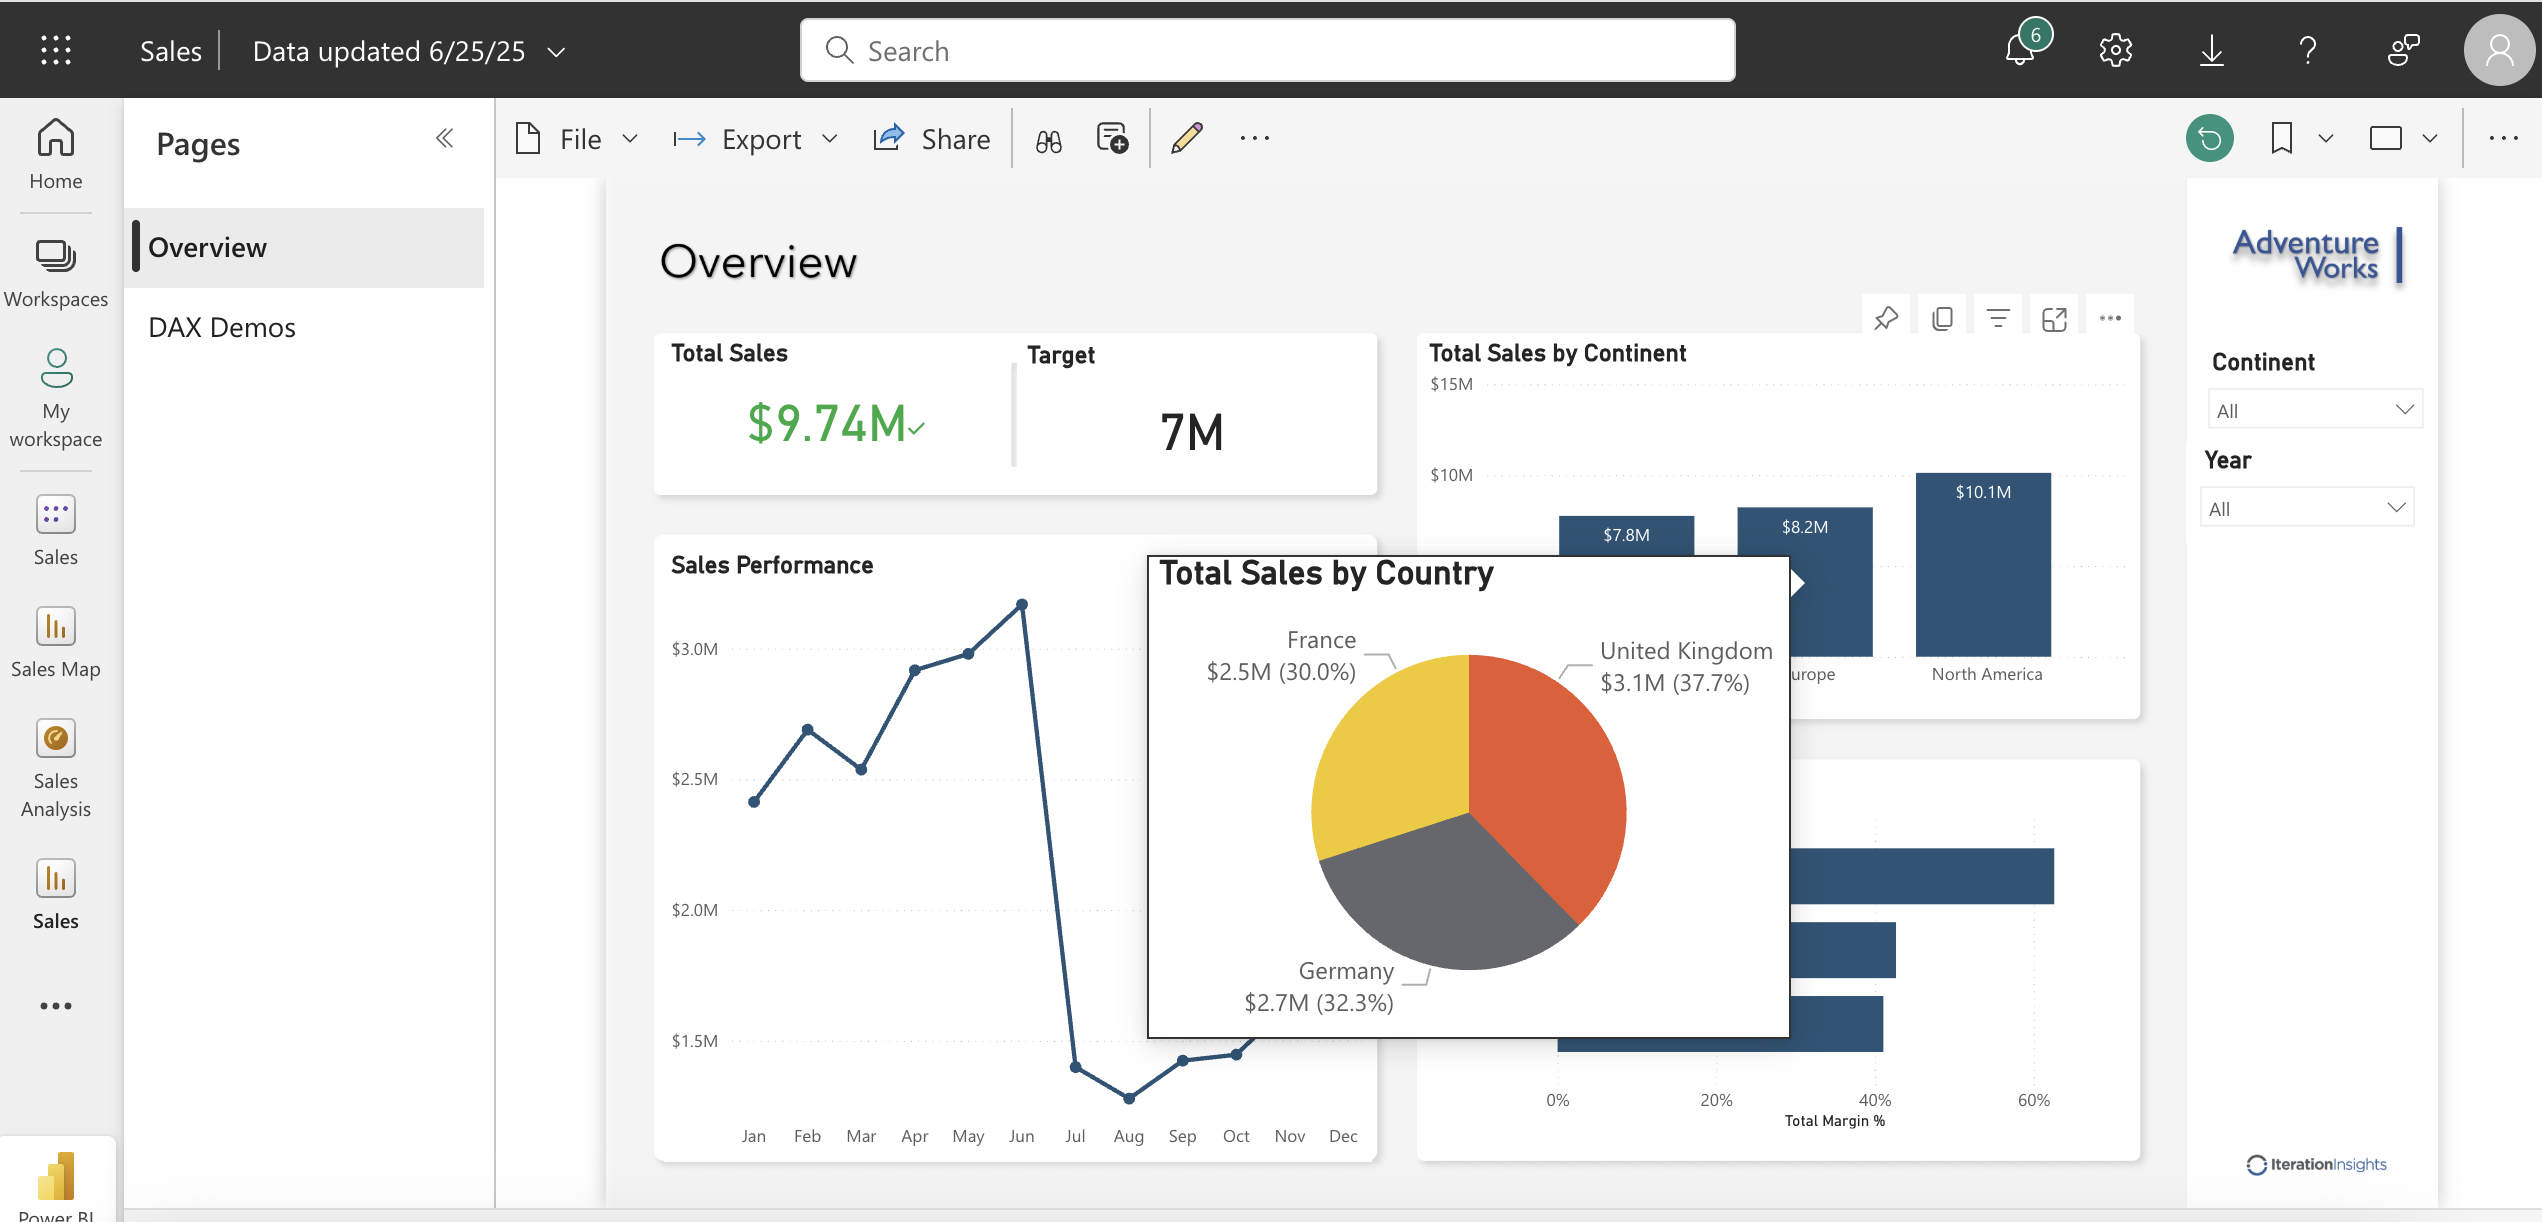 Sales
Data updated 6/25/25
Search
6
Home
Workspaces
My
workspace
Sales
Sales Map
Sales
Analysis
Sales
Power BI
Pages
Overview
DAX Demos
File
Export
Share
Overview
Total Sales
$9.74M
Target
7M
Total Sales by Continent
$15M
$10M
$7.8M
$8.2M
$10.1M
urope
North America
Sales Performance
$3.0M
$2.5M
$2.0M
$1.5M
Jan Feb Mar Apr May Jun Jul Aug Sep Oct Nov Dec
Total Sales by Country
France
$2.5M (30.0%)
United Kingdom
$3.1M (37.7%)
Germany
$2.7M (32.3%)
0% 20% 40% 60%
Total Margin %
Adventure
Works
Continent
All
Year
All
IterationInsights